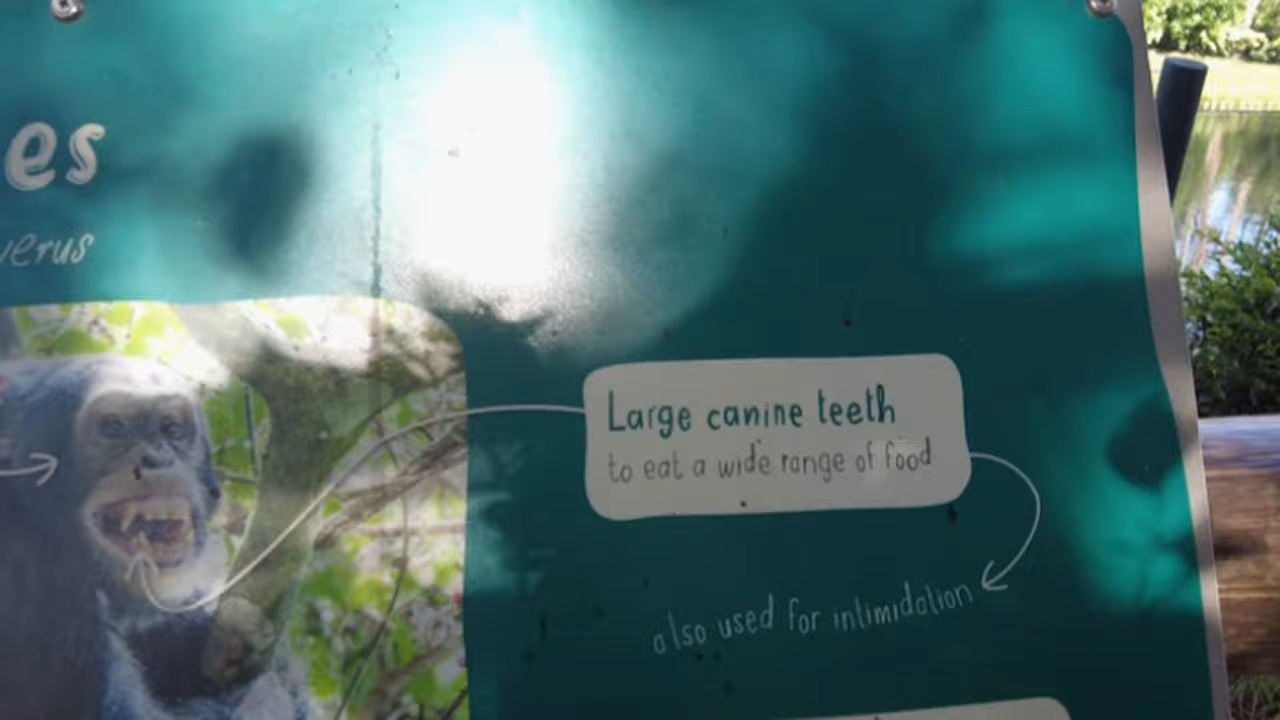 es
verus
Large canine teeth
to eat a wide range of food
also used for intimidation